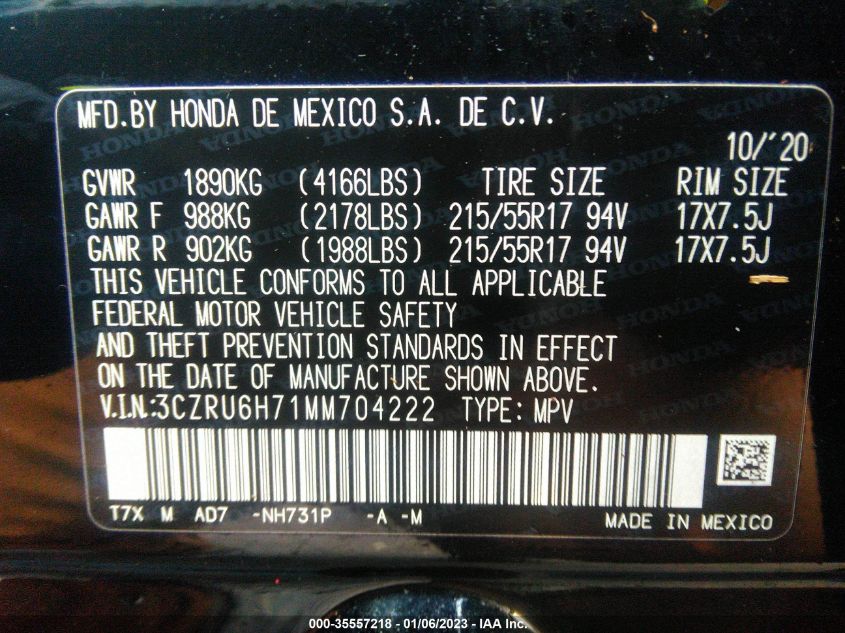 MFD.BY HONDA DE MEXICO S.A. DE C.V.
10/'20
GVWR 1890KG (4166LBS) TIRE SIZE RIM SIZE
GAWR F 988KG (2178LBS) 215/55R17 94V 17X7.5J
GAWR R 902KG (1988LBS) 215/55R17 94V 17X7.5J
THIS VEHICLE CONFORMS TO ALL APPLICABLE
FEDERAL MOTOR VEHICLE SAFETY
AND THEFT PREVENTION STANDARDS IN EFFECT
ON THE DATE OF MANUFACTURE SHOWN ABOVE.
V.I.N:3CZRU6H71MM704222 TYPE: MPV
T7X M AD7 -NH731P -A -M
MADE IN MEXICO
000-35557218 - 01/06/2023 - IAA Inc.